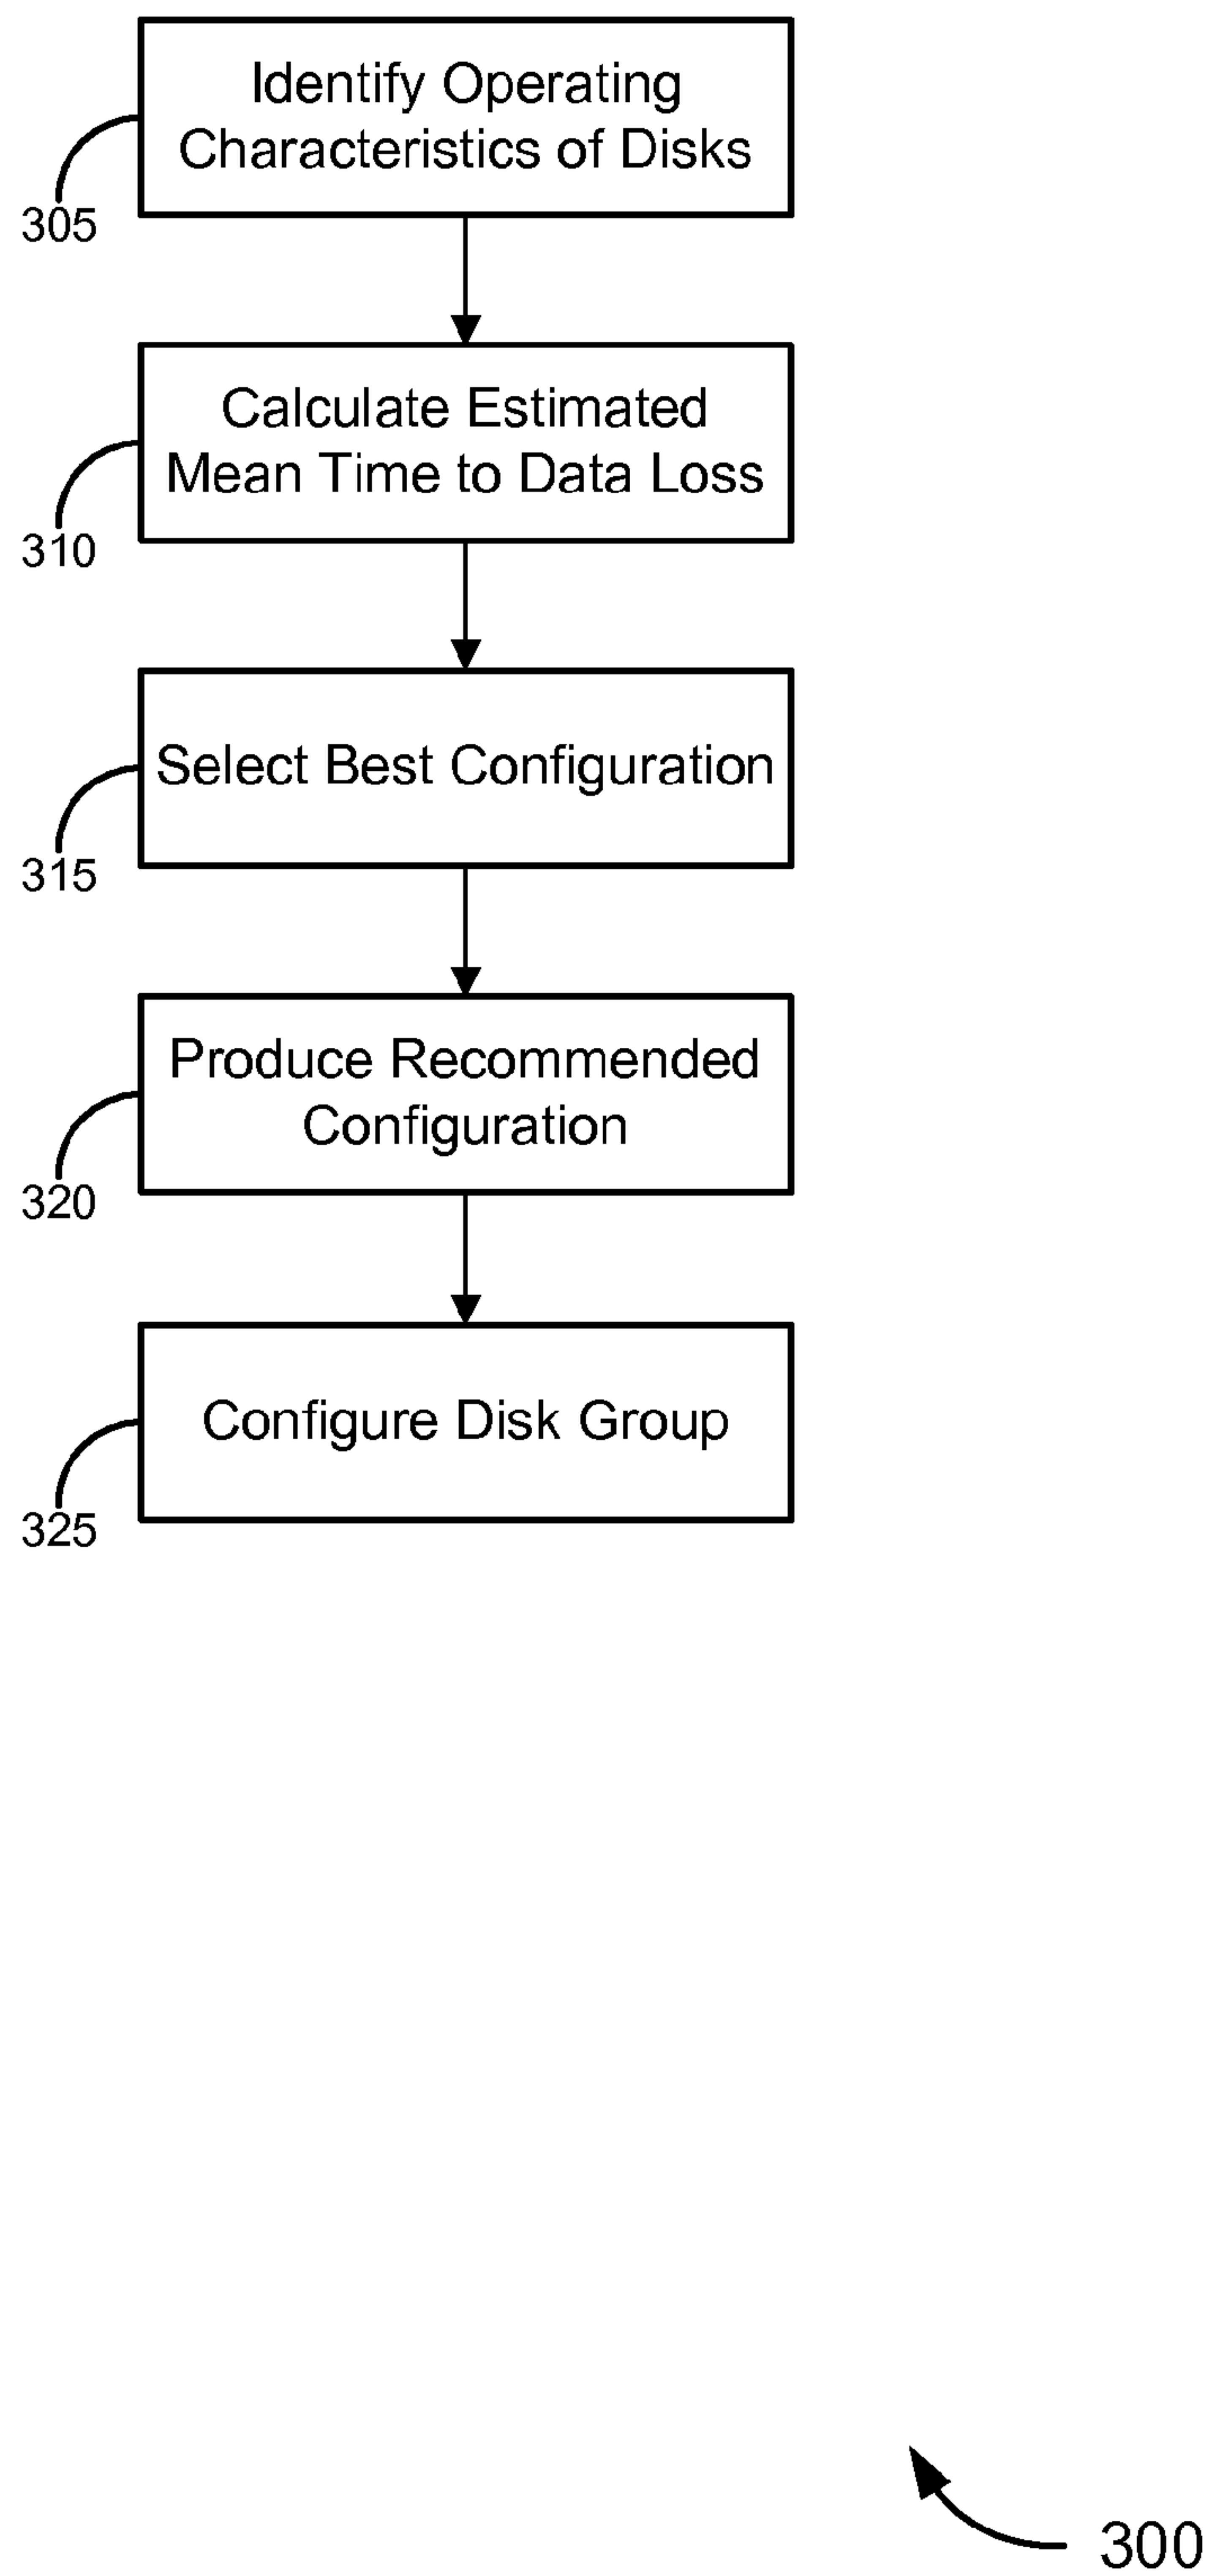 Identify Operating
Characteristics of Disks
305
Calculate Estimated
Mean Time to Data Loss
310
Select Best Configuration
315
Produce Recommended
Configuration
320
Configure Disk Group
325
300